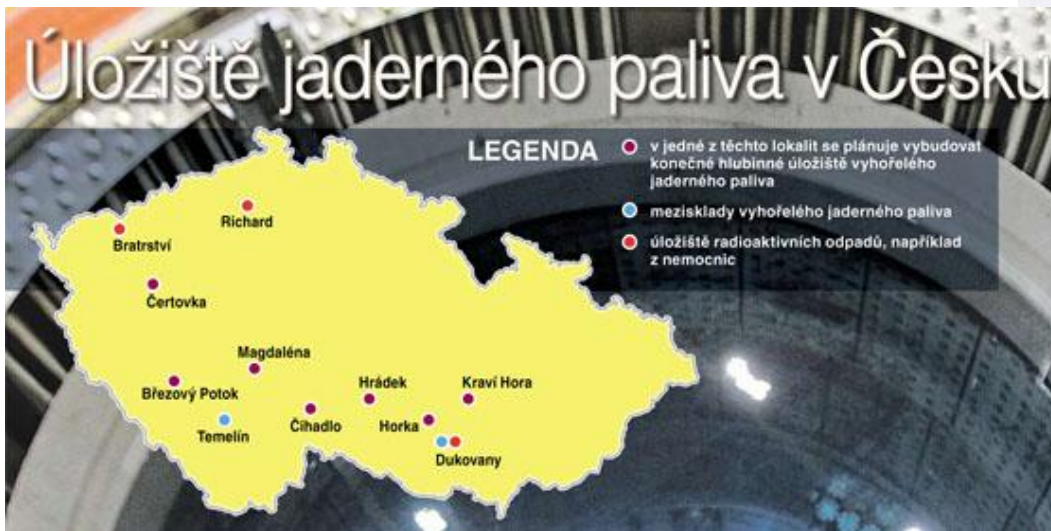 Úložiště jaderného paliva v Česku
LEGENDA
v jedné z těchto lokalit se plánuje vybudovat
konečné hlubinné úložiště vyhořelého
jaderného paliva
mezisklady vyhořelého jaderného paliva
úložiště radioaktivních odpadů, například
z nemocnic
Richard
Bratrství
Čertovka
Magdaléna
Březový Potok
Hrádek
Kraví Hora
Temelín
Čihadlo
Horka
Dukovany